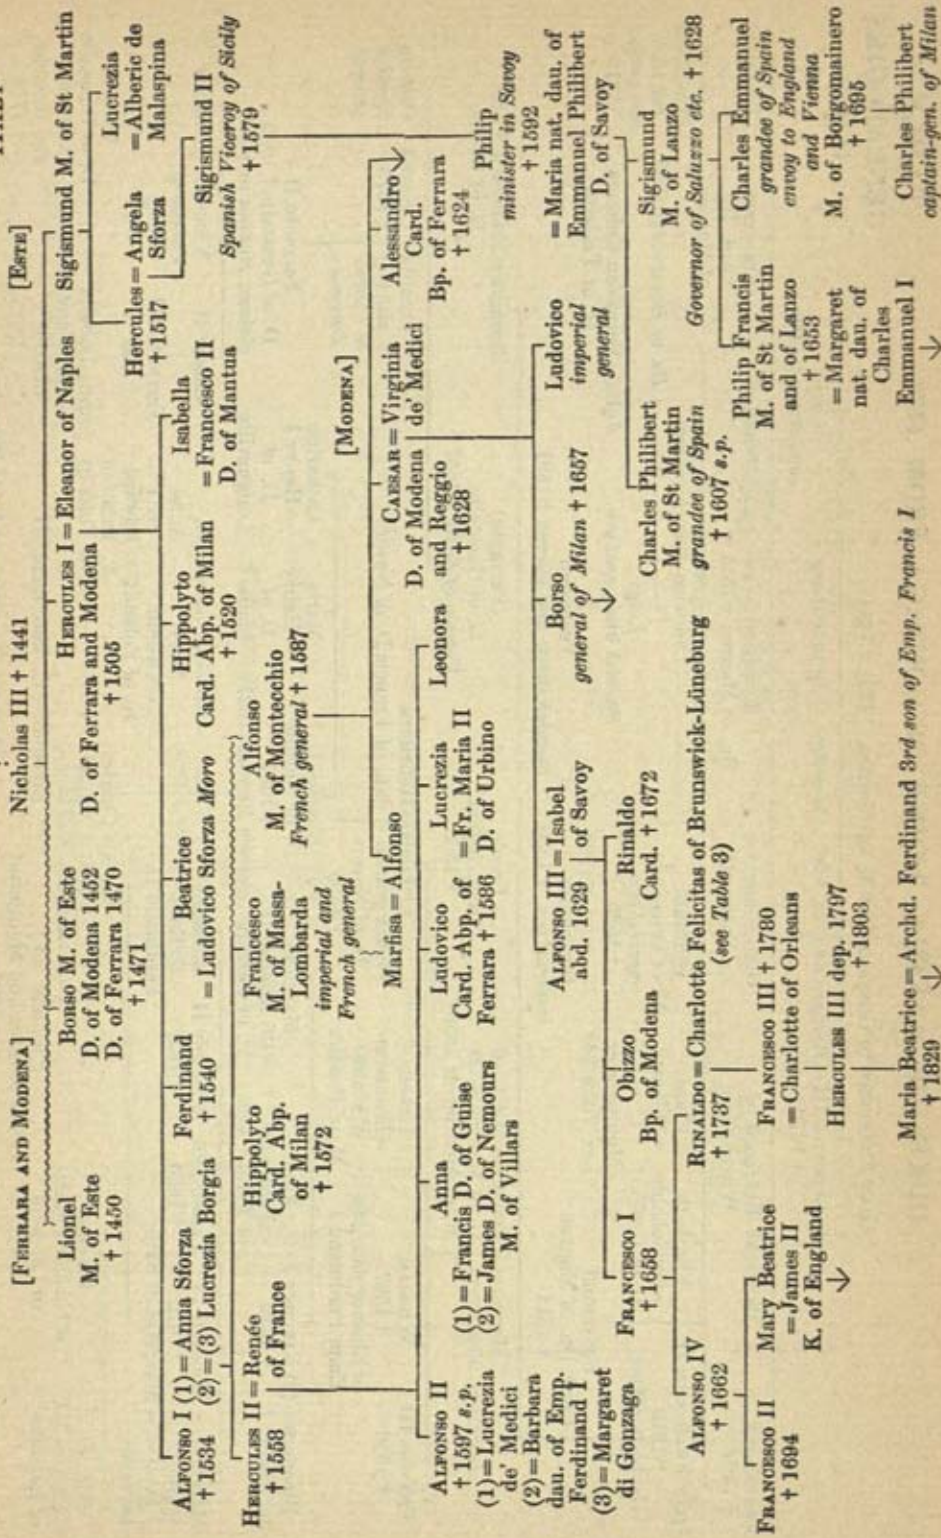 [FERRARA AND MODENA]
[ESTE]
Nicholas III † 1441
Lionel
M. of Este
† 1450
BORSO M. of Este
D. of Modena 1452
D. of Ferrara 1470
† 1471
HERCULES I = Eleanor of Naples
D. of Ferrara and Modena
† 1505
Sigismund M. of St Martin
Hercules = Angela
† 1517 Sforza
Lucrezia
= Alberic de
Malaspina
ALFONSO I (1) = Anna Sforza
† 1534 (2) = (3) Lucrezia Borgia
Ferdinand
† 1540
Beatrice
= Ludovico Sforza Moro
Hippolyto
Card. Abp. of Milan
† 1520
Isabella
= Francesco II
D. of Mantua
Sigismund II
Spanish Viceroy of Sicily
† 1579
HERCULES II = Renée
† 1558 of France
Hippolyto
Card. Abp.
of Milan
† 1572
Francesco
M. of Massa-
Lombarda
imperial and
French general
Alfonso
M. of Montecchio
French general † 1587
[MODENA]
Marfisa = Alfonso
CAESAR = Virginia
D. of Modena de' Medici
and Reggio
† 1628
Alessandro
Card.
Bp. of Ferrara
† 1624
Philip
minister in Savoy
† 1592
= Maria nat. dau. of
Emmanuel Philibert
D. of Savoy
ALFONSO II
† 1597 s.p.
(1) = Lucrezia
de' Medici
(2) = Barbara
dau. of Emp.
Ferdinand I
(3) = Margaret
di Gonzaga
Anna
(1) = Francis D. of Guise
(2) = James D. of Nemours
M. of Villars
Ludovico
Card. Abp. of
Ferrara † 1586
Lucrezia
= Fr. Maria II
D. of Urbino
Leonora
ALFONSO III = Isabel
abd. 1629 of Savoy
Borso
general of Milan † 1657
Ludovico
imperial
general
Charles Philibert
M. of St Martin
grandee of Spain
† 1607 s.p.
Sigismund
M. of Lanzo
Governor of Saluzzo etc. † 1628
FRANCESCO I
† 1658
Obizzo
Bp. of Modena
Rinaldo
Card. † 1672
Philip Francis
M. of St Martin
and of Lanzo
† 1653
= Margaret
nat. dau. of
Charles
Emmanuel I
Charles Emmanuel
grandee of Spain
envoy to England
and Vienna
M. of Borgomainero
† 1695
ALFONSO IV
† 1662
RINALDO = Charlotte Felicitas of Brunswick-Lüneburg
† 1737 (see Table 3)
FRANCESCO II
† 1694
Mary Beatrice
= James II
K. of England
FRANCESCO III † 1780
= Charlotte of Orleans
HERCULES III dep. 1797
† 1803
Charles Philibert
captain-gen. of Milan
Maria Beatrice = Archd. Ferdinand 3rd son of Emp. Francis I
† 1829